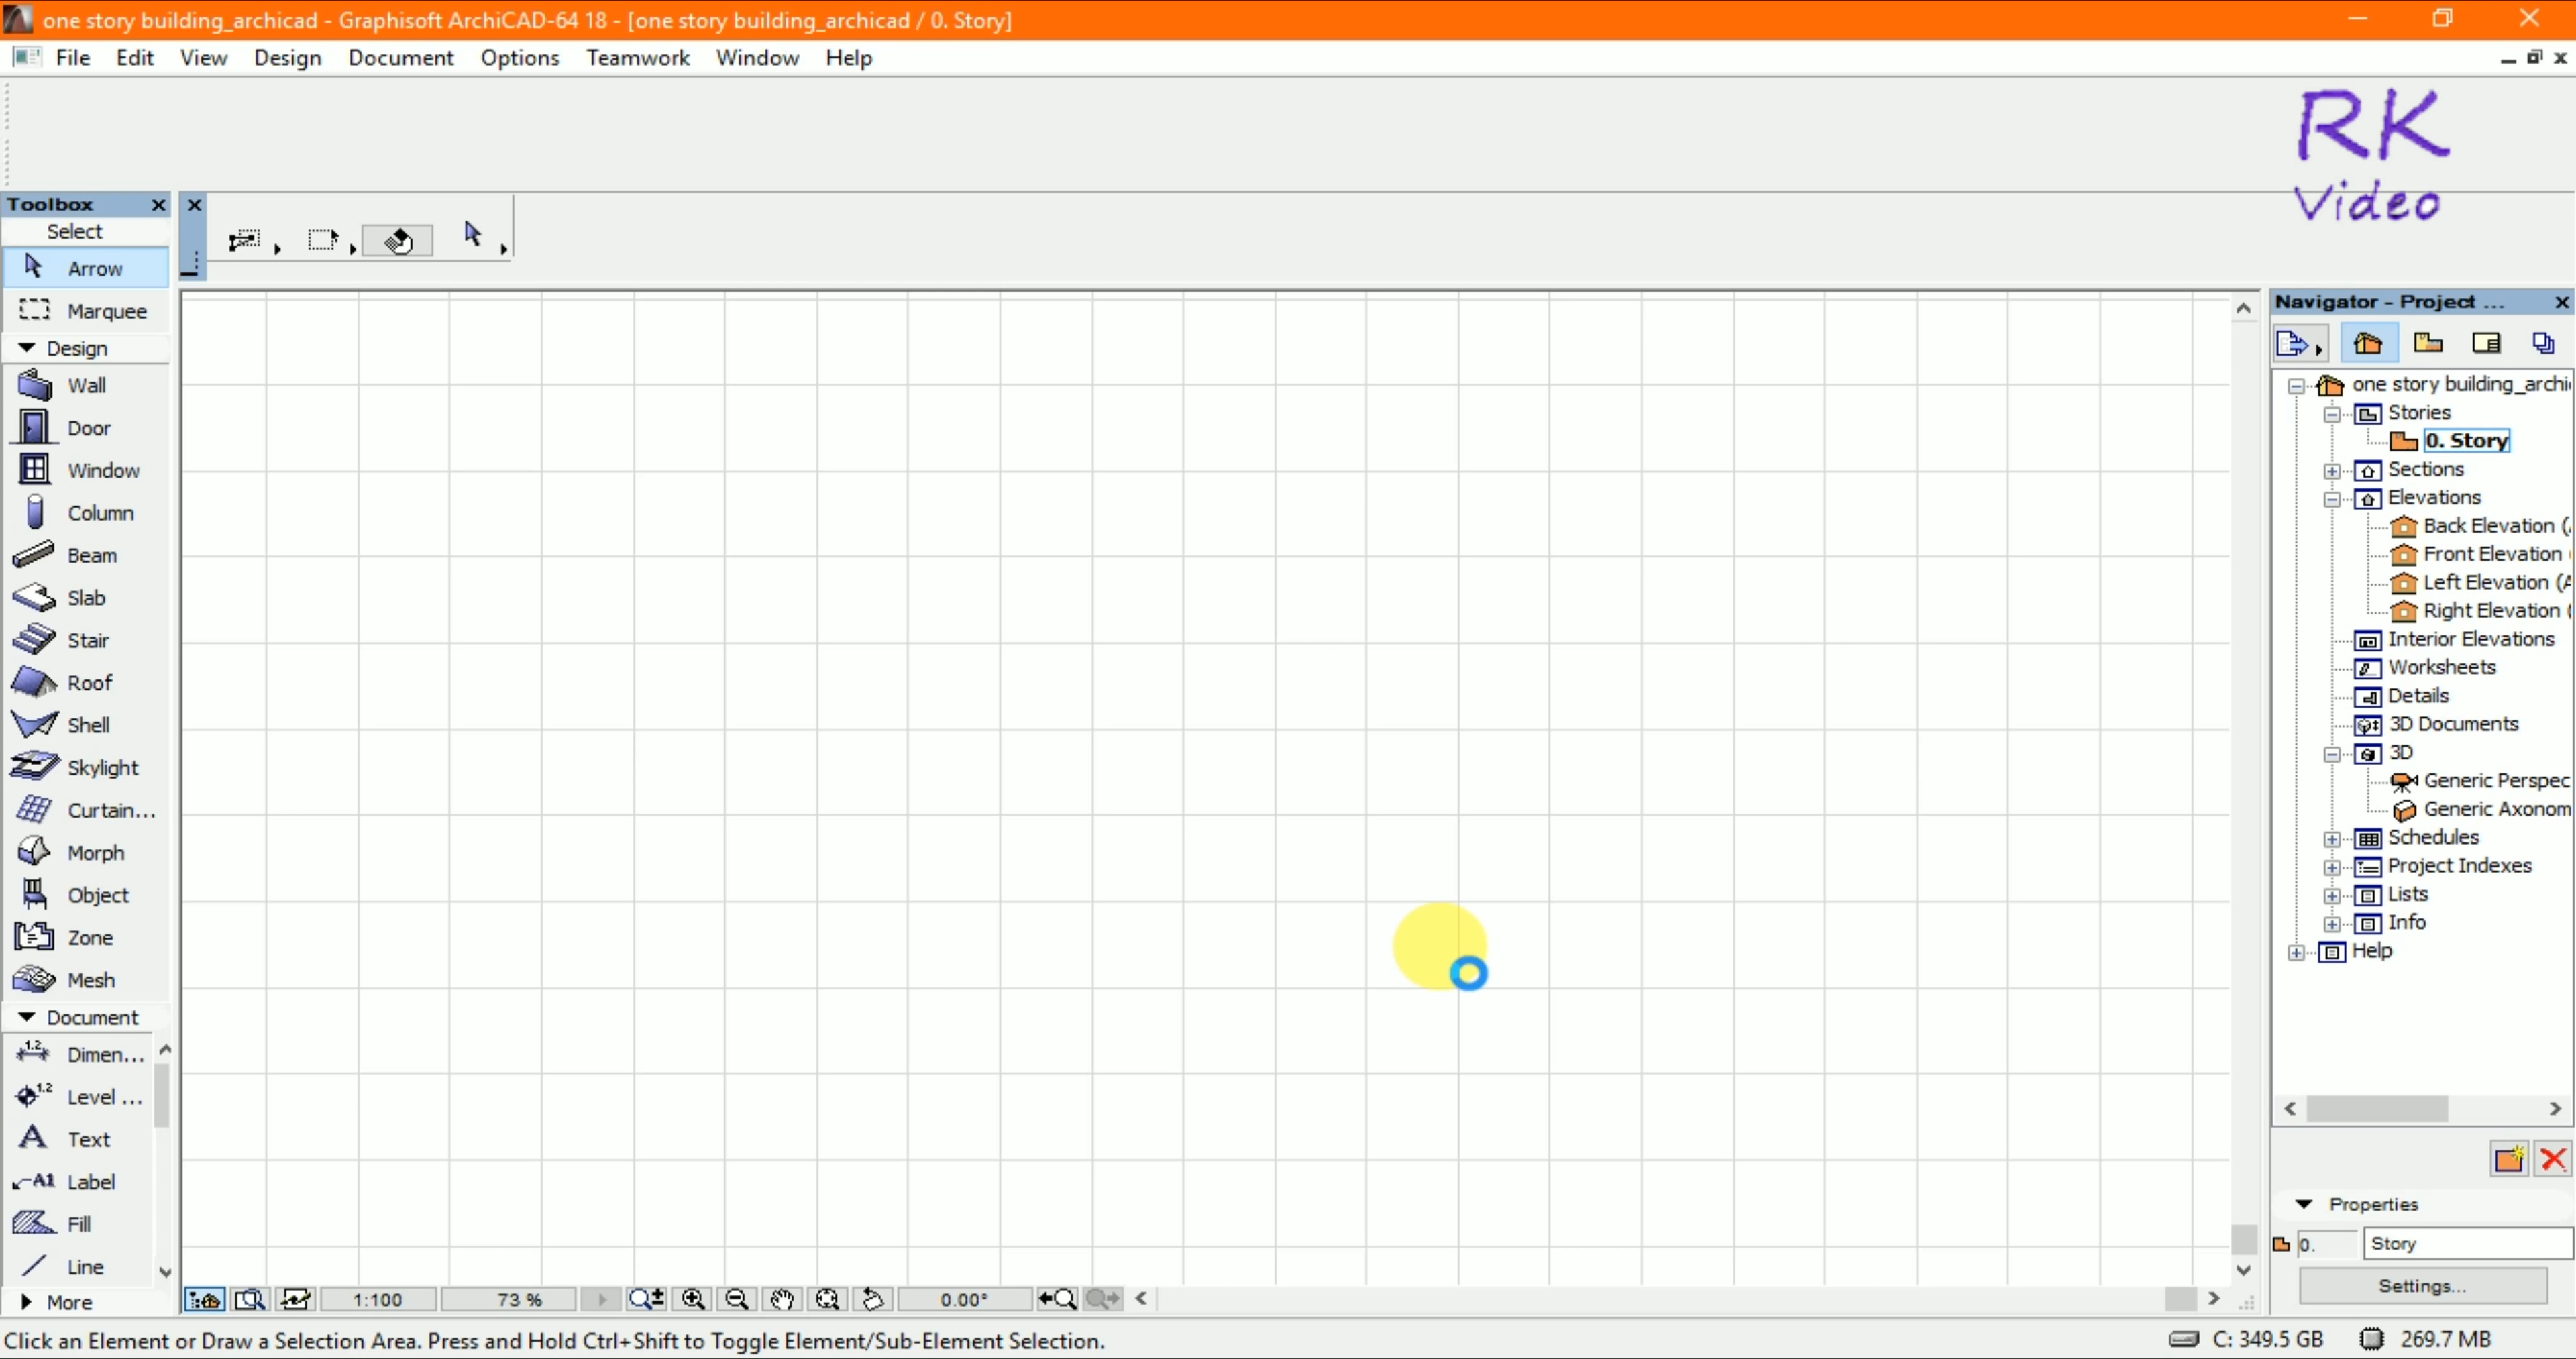 one story building_archicad - Graphisoft ArchiCAD-64 18 - [one story building_archicad / 0. Story]
File Edit View Design Document Options Teamwork Window Help
RK
Video
Toolbox
Select
Arrow
Marquee
Design
Wall
Door
Window
Column
Beam
Slab
Stair
Roof
Shell
Skylight
Curtain...
Morph
Object
Zone
Mesh
Document
1.2 Dimen...
1.2 Level ...
A Text
A1 Label
Fill
Line
More
Navigator - Project ...
one story building_archi
Stories
0. Story
Sections
Elevations
Back Elevation (
Front Elevation
Left Elevation (A
Right Elevation (
Interior Elevations
Worksheets
Details
3D Documents
3D
Generic Perspec
Generic Axonom
Schedules
Project Indexes
Lists
Info
Help
Properties
0. Story
Settings...
1:100 73 % 0.00°
Click an Element or Draw a Selection Area. Press and Hold Ctrl+Shift to Toggle Element/Sub-Element Selection.
C: 349.5 GB 269.7 MB